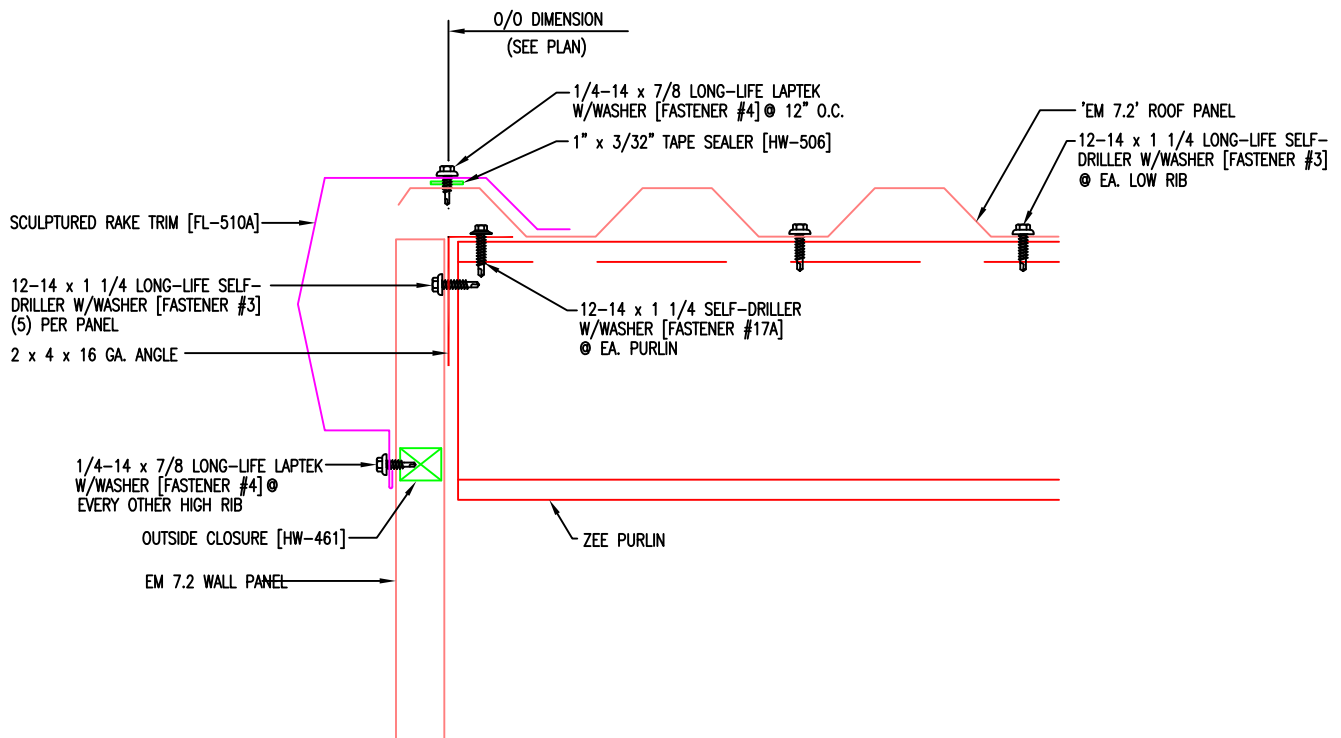 O/O DIMENSION
(SEE PLAN)
1/4-14 x 7/8 LONG-LIFE LAPTEK
W/WASHER [FASTENER #4] @ 12" O.C.
1" x 3/32" TAPE SEALER [HW-506]
'EM 7.2' ROOF PANEL
12-14 x 1 1/4 LONG-LIFE SELF-
DRILLER W/WASHER [FASTENER #3]
@ EA. LOW RIB
SCULPTURED RAKE TRIM [FL-510A]
12-14 x 1 1/4 LONG-LIFE SELF-
DRILLER W/WASHER [FASTENER #3]
(5) PER PANEL
2 x 4 x 16 GA. ANGLE
12-14 x 1 1/4 SELF-DRILLER
W/WASHER [FASTENER #17A]
@ EA. PURLIN
1/4-14 x 7/8 LONG-LIFE LAPTEK
W/WASHER [FASTENER #4] @
EVERY OTHER HIGH RIB
OUTSIDE CLOSURE [HW-461]
ZEE PURLIN
EM 7.2 WALL PANEL